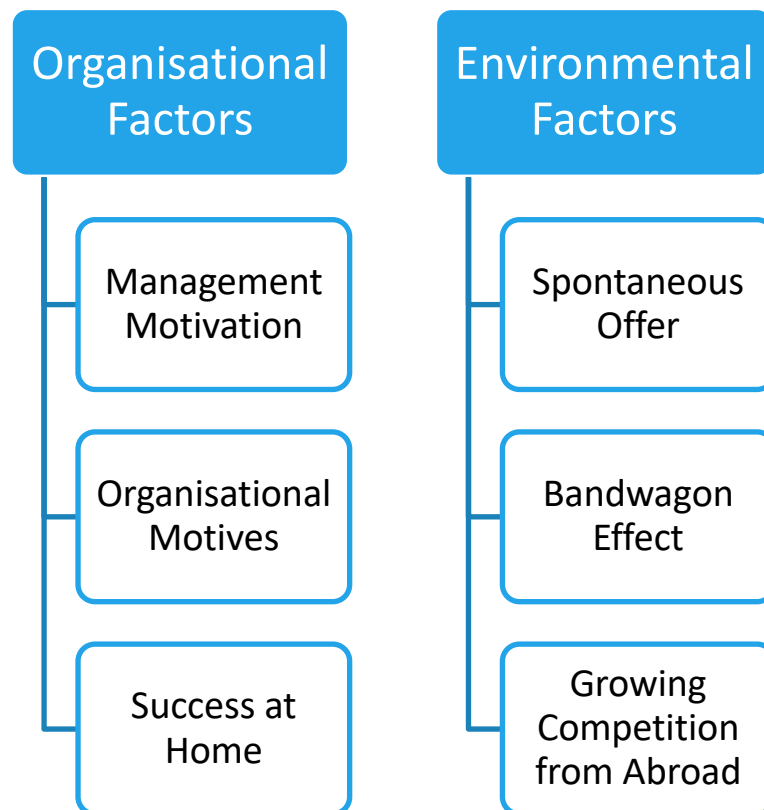 Organisational
Factors
Management
Motivation
Organisational
Motives
Success at
Home
Environmental
Factors
Spontaneous
Offer
Bandwagon
Effect
Growing
Competition
from Abroad